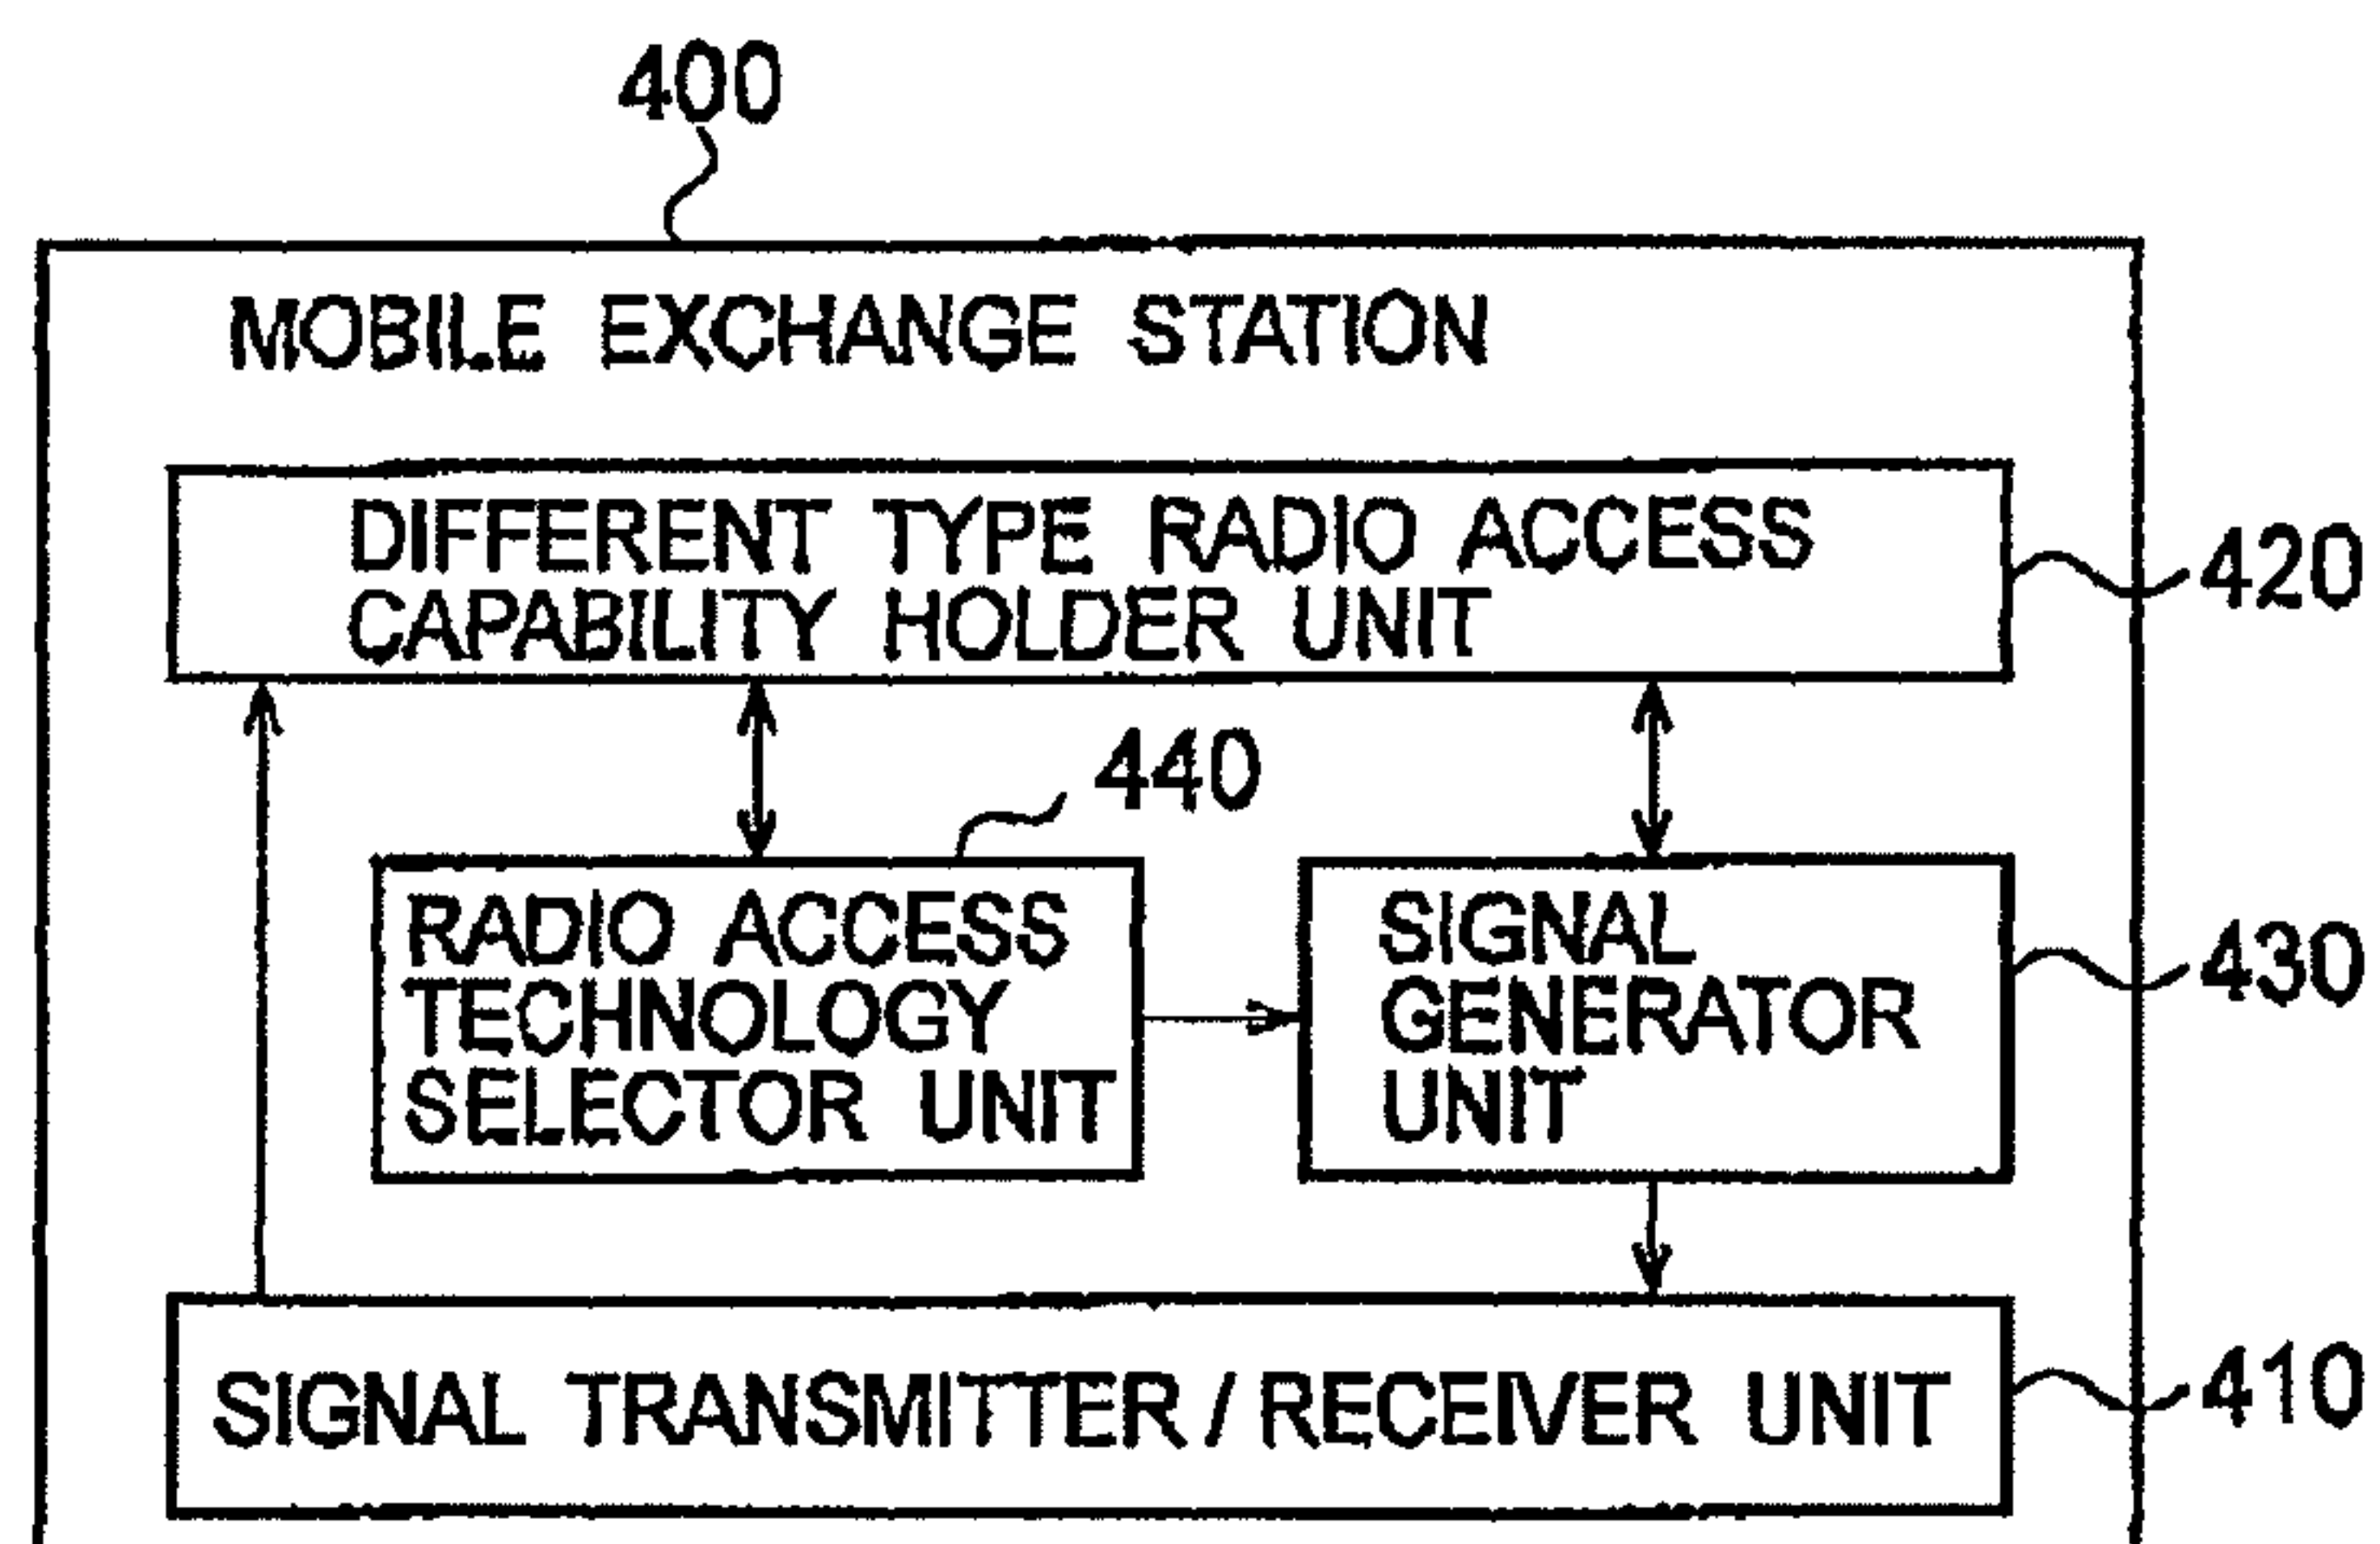 400
MOBILE EXCHANGE STATION
DIFFERENT TYPE RADIO ACCESS
CAPABILITY HOLDER UNIT
420
440
RADIO ACCESS
TECHNOLOGY
SELECTOR UNIT
SIGNAL
GENERATOR
UNIT
430
SIGNAL TRANSMITTER/RECEIVER UNIT
410